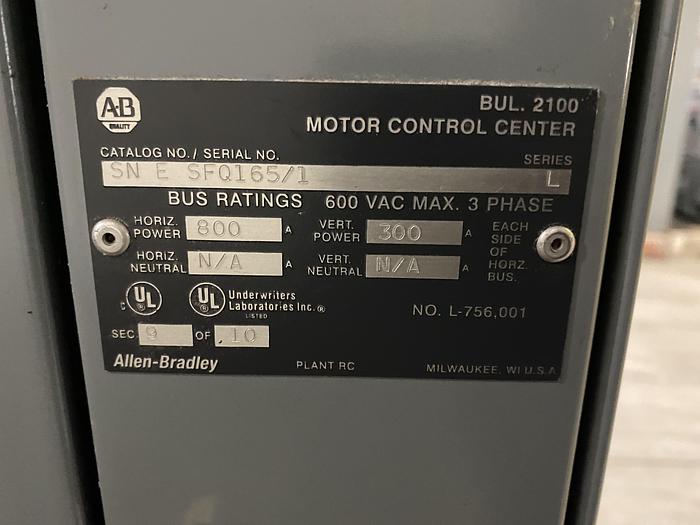 A-B
QUALITY
BUL. 2100
MOTOR CONTROL CENTER
CATALOG NO. / SERIAL NO.
SERIES
SN E SFQ165/1
L
BUS RATINGS 600 VAC MAX. 3 PHASE
HORIZ. POWER 800 A
VERT. POWER 300 A
EACH SIDE OF HORZ. BUS.
HORIZ. NEUTRAL N/A A
VERT. NEUTRAL N/A A
C UL
UL Underwriters Laboratories Inc.®
LISTED
NO. L-756,001
SEC. 9 OF 10
Allen-Bradley
PLANT RC
MILWAUKEE, WI U.S.A.